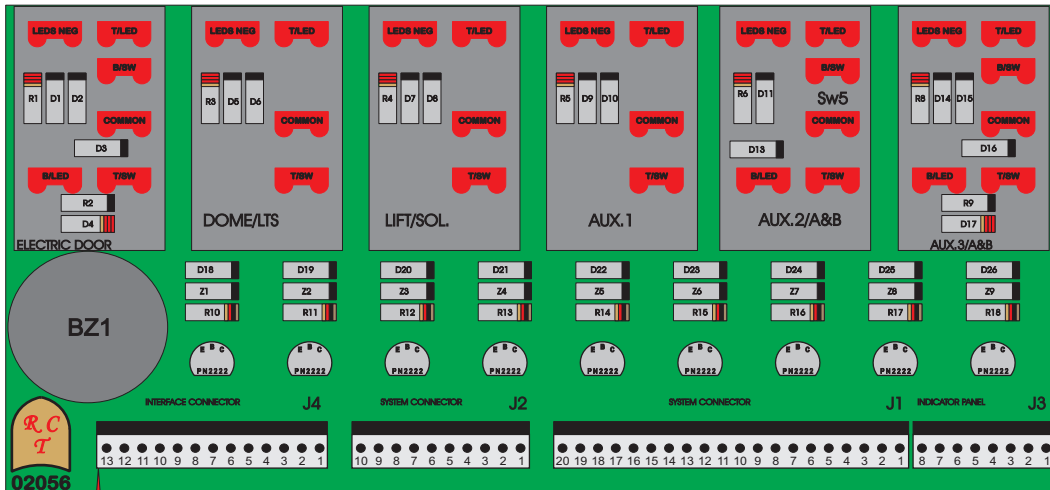 LEDS NEG T/LED LEDS NEG T/LED LEDS NEG T/LED LEDS NEG T/LED LEDS NEG T/LED LEDS NEG T/LED
B/SW B/SW B/SW
R1 D1 D2 R3 D5 D6 R4 D7 D8 R5 D9 D10 R6 D11 Sw5 R8 D14 D15
COMMON COMMON COMMON COMMON COMMON COMMON
D3 D13 D16
B/LED T/SW T/SW T/SW T/SW B/LED T/SW B/LED T/SW
R2 R9
D4 DOME/LTS LIFT/SOL. AUX.1 AUX.2/A&B D17
ELECTRIC DOOR AUX.3/A&B
D18 D19 D20 D21 D22 D23 D24 D25 D26
Z1 Z2 Z3 Z4 Z5 Z6 Z7 Z8 Z9
R10 R11 R12 R13 R14 R15 R16 R17 R18
BZ1
E B C E B C E B C E B C E B C E B C E B C E B C E B C
PN2222 PN2222 PN2222 PN2222 PN2222 PN2222 PN2222 PN2222 PN2222
INTERFACE CONNECTOR J4 SYSTEM CONNECTOR J2 SYSTEM CONNECTOR J1 INDICATOR PANEL J3
R C
T
13 12 11 10 9 8 7 6 5 4 3 2 1 10 9 8 7 6 5 4 3 2 1 20 19 18 17 16 15 14 13 12 11 10 9 8 7 6 5 4 3 2 1 8 7 6 5 4 3 2 1
02056